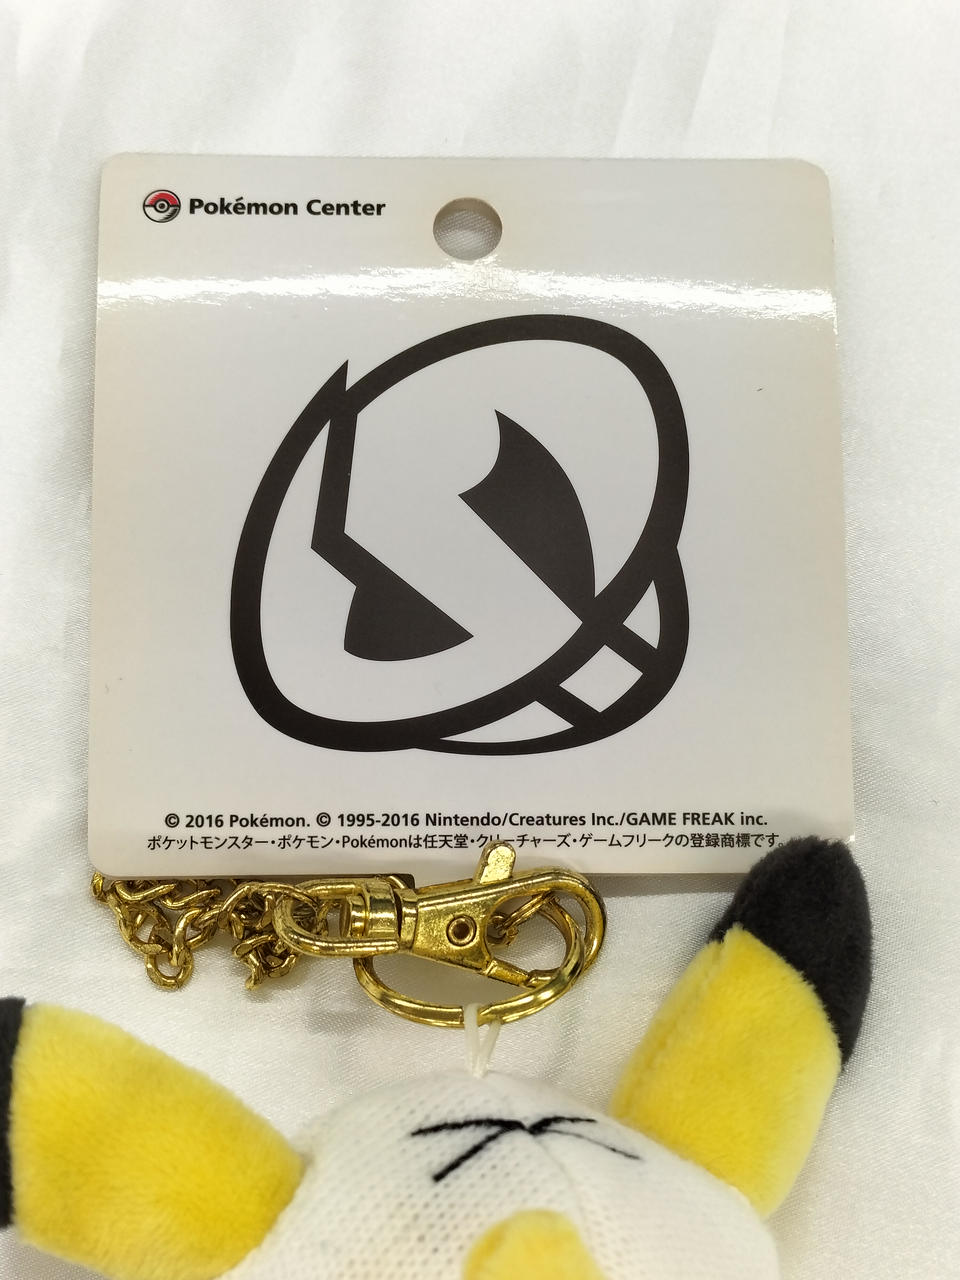 Pokémon Center
© 2016 Pokémon. © 1995-2016 Nintendo/Creatures Inc./GAME FREAK inc.
ポケットモンスター・ポケモン・Pokémonは任天堂・クリーチャーズ・ゲームフリークの登録商標です。